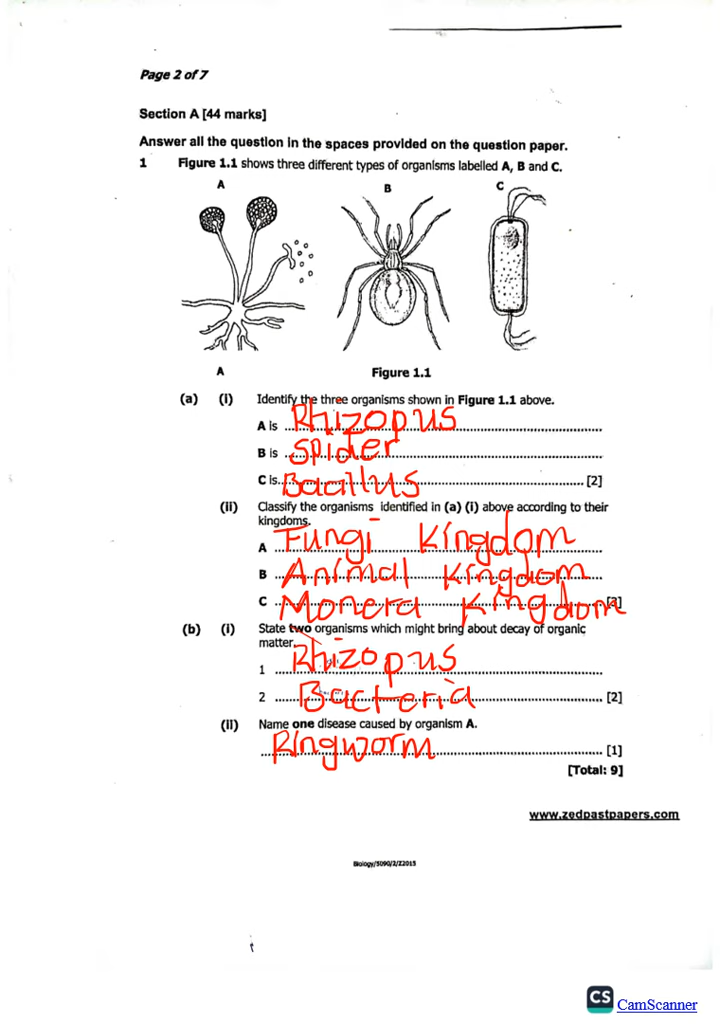 Page 2 of 7
Section A [44 marks]
Answer all the question in the spaces provided on the question paper.
1 Figure 1.1 shows three different types of organisms labelled A, B and C.
A B C
A Figure 1.1
(a) (i) Identify the three organisms shown in Figure 1.1 above.
A is Rhizopus
B is Spider
C is. Bacillus [2]
(ii) Classify the organisms identified in (a) (i) above according to their
kingdoms.
A Fungi Kingdom
B Animal Kingdom
C Monera Kingdom [3]
(b) (i) State two organisms which might bring about decay of organic
matter.
1 Rhizopus
2 Bacteria [2]
(ii) Name one disease caused by organism A.
Ringworm [1]
[Total: 9]
www.zedpastpapers.com
Biology/5090/2/Z2015
CS CamScanner